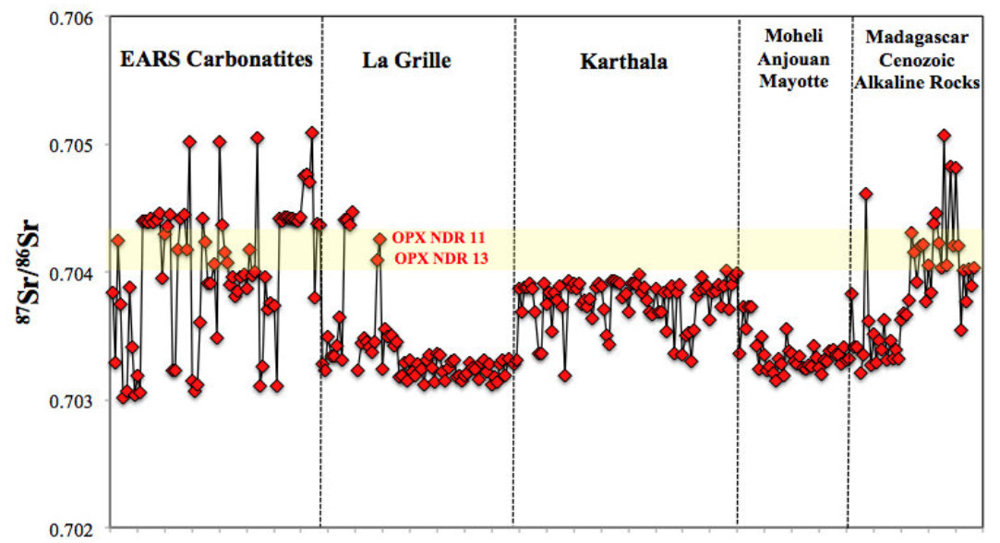 0.706
0.705
0.704
0.703
0.702
87Sr/86Sr
EARS Carbonatites
La Grille
Karthala
Moheli
Anjouan
Mayotte
Madagascar
Cenozoic
Alkaline Rocks
OPX NDR 11
OPX NDR 13